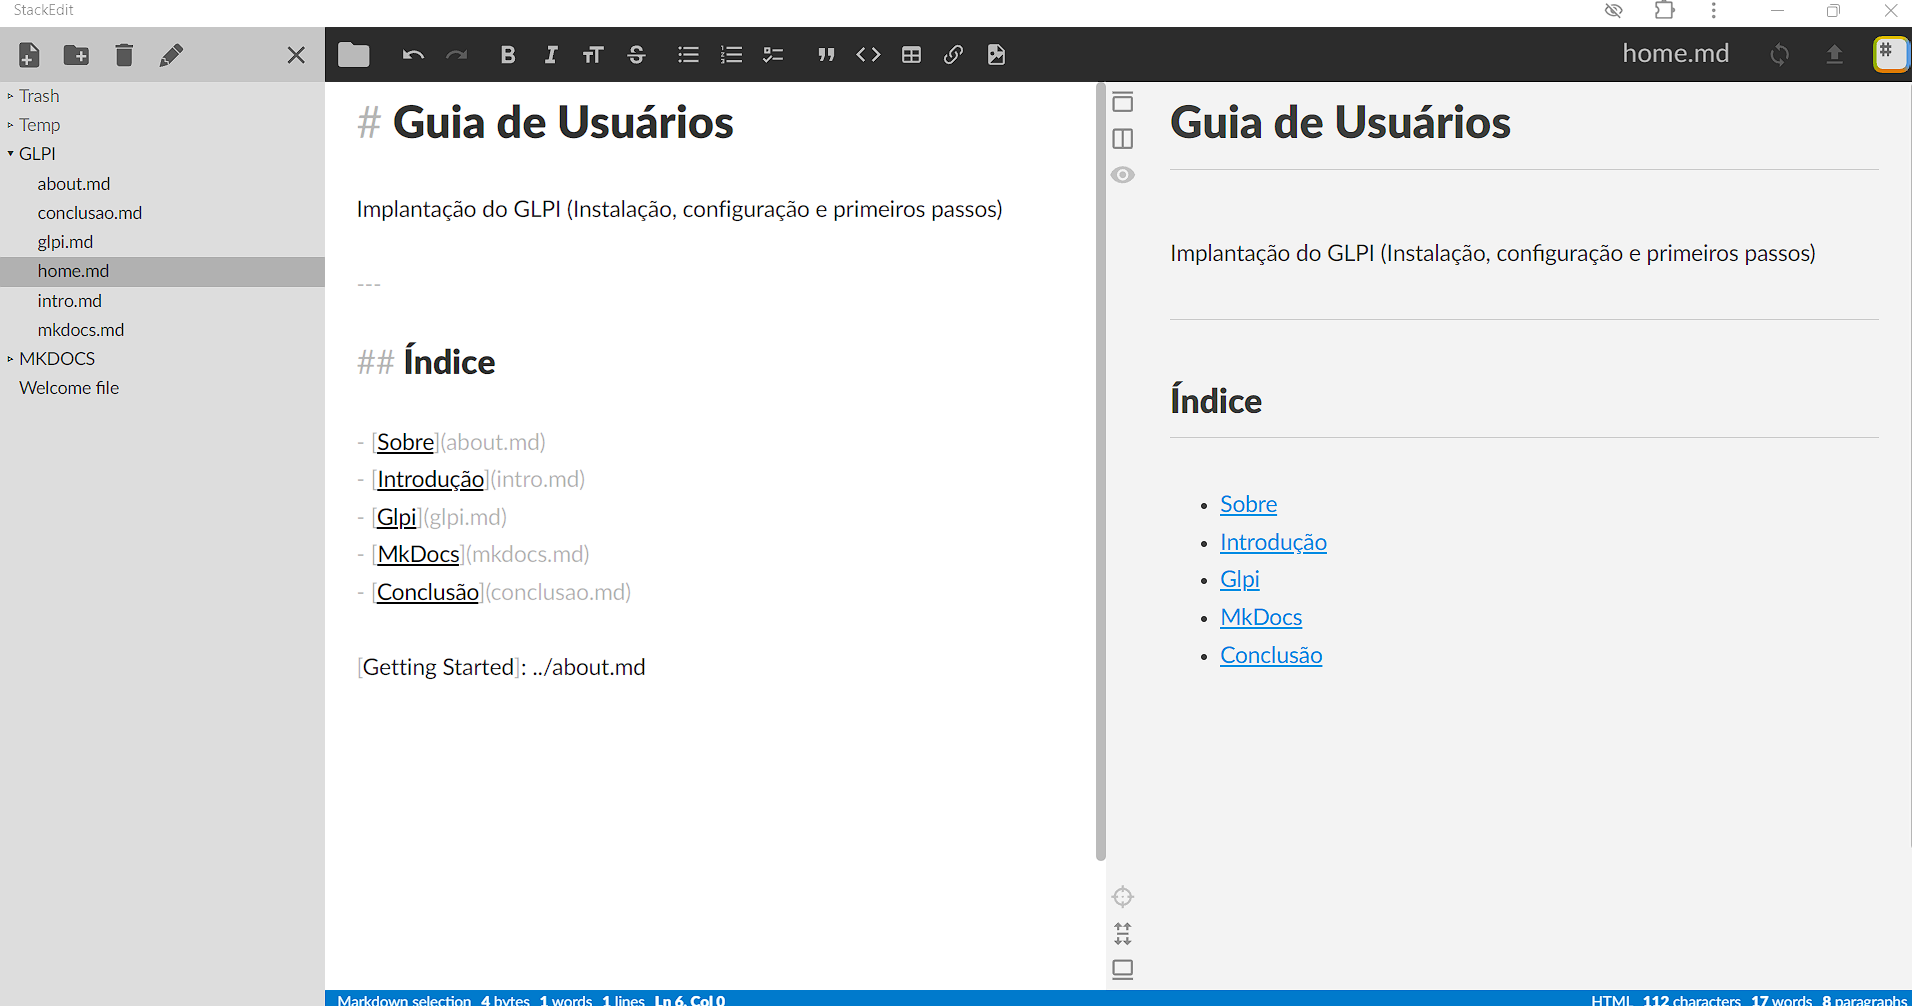 StackEdit
home.md
Trash
Temp
GLPI
about.md
conclusao.md
glpi.md
home.md
intro.md
mkdocs.md
MKDOCS
Welcome file
# Guia de Usuários
Implantação do GLPI (Instalação, configuração e primeiros passos)
---
## Índice
- [Sobre](about.md)
- [Introdução](intro.md)
- [Glpi](glpi.md)
- [MkDocs](mkdocs.md)
- [Conclusão](conclusao.md)
[Getting Started]: ../about.md
Guia de Usuários
Implantação do GLPI (Instalação, configuração e primeiros passos)
Índice
• Sobre
• Introdução
• Glpi
• MkDocs
• Conclusão
Markdown selection 4 bytes 1 words 1 lines Ln 6, Col 0
HTML 112 characters 17 words 8 paragraphs